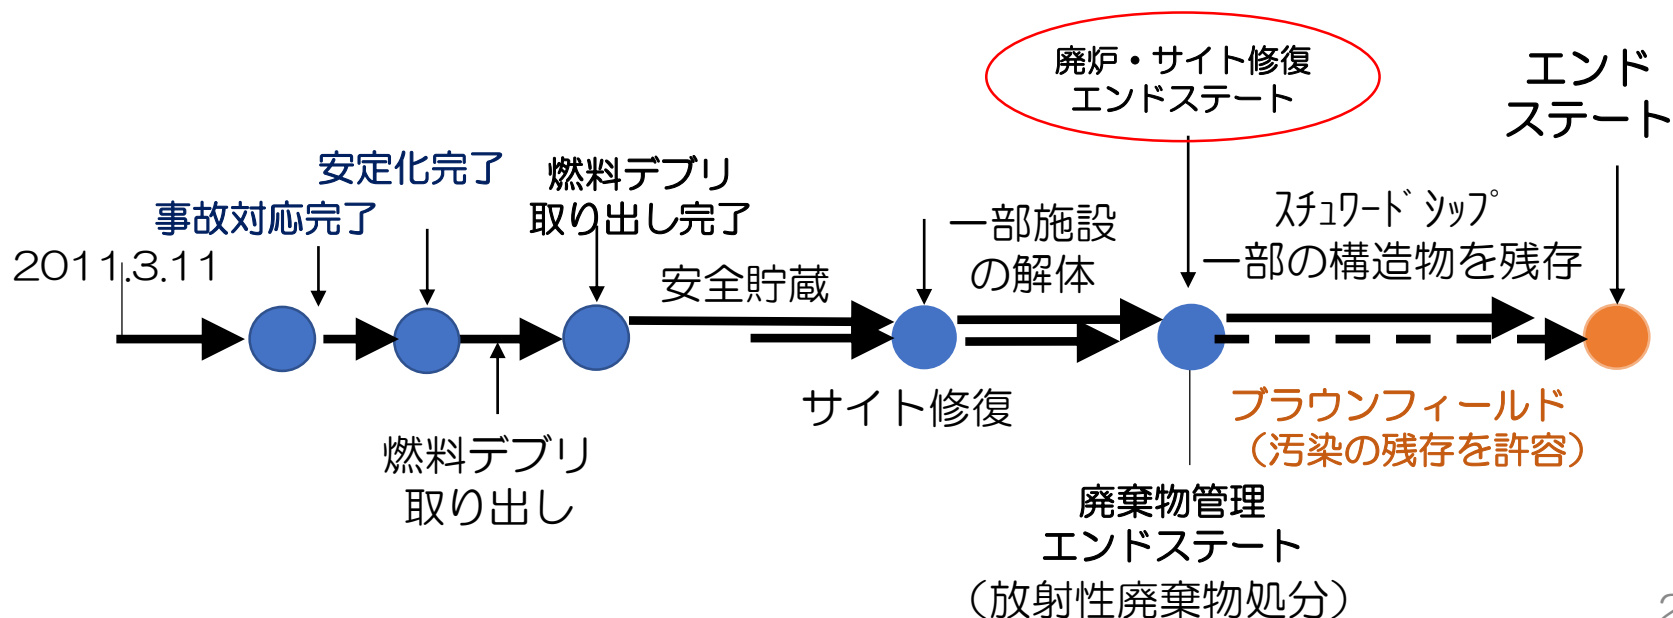 廃炉・サイト修復
エンドステート
エンド
ステート
安定化完了
燃料デブリ
取り出し完了
事故対応完了
2011.3.11
安全貯蔵
一部施設
の解体
ｽﾁｭﾜｰﾄﾞｼｯﾌﾟ
一部の構造物を残存
サイト修復
燃料デブリ
取り出し
ブラウンフィールド
（汚染の残存を許容）
廃棄物管理
エンドステート
（放射性廃棄物処分）